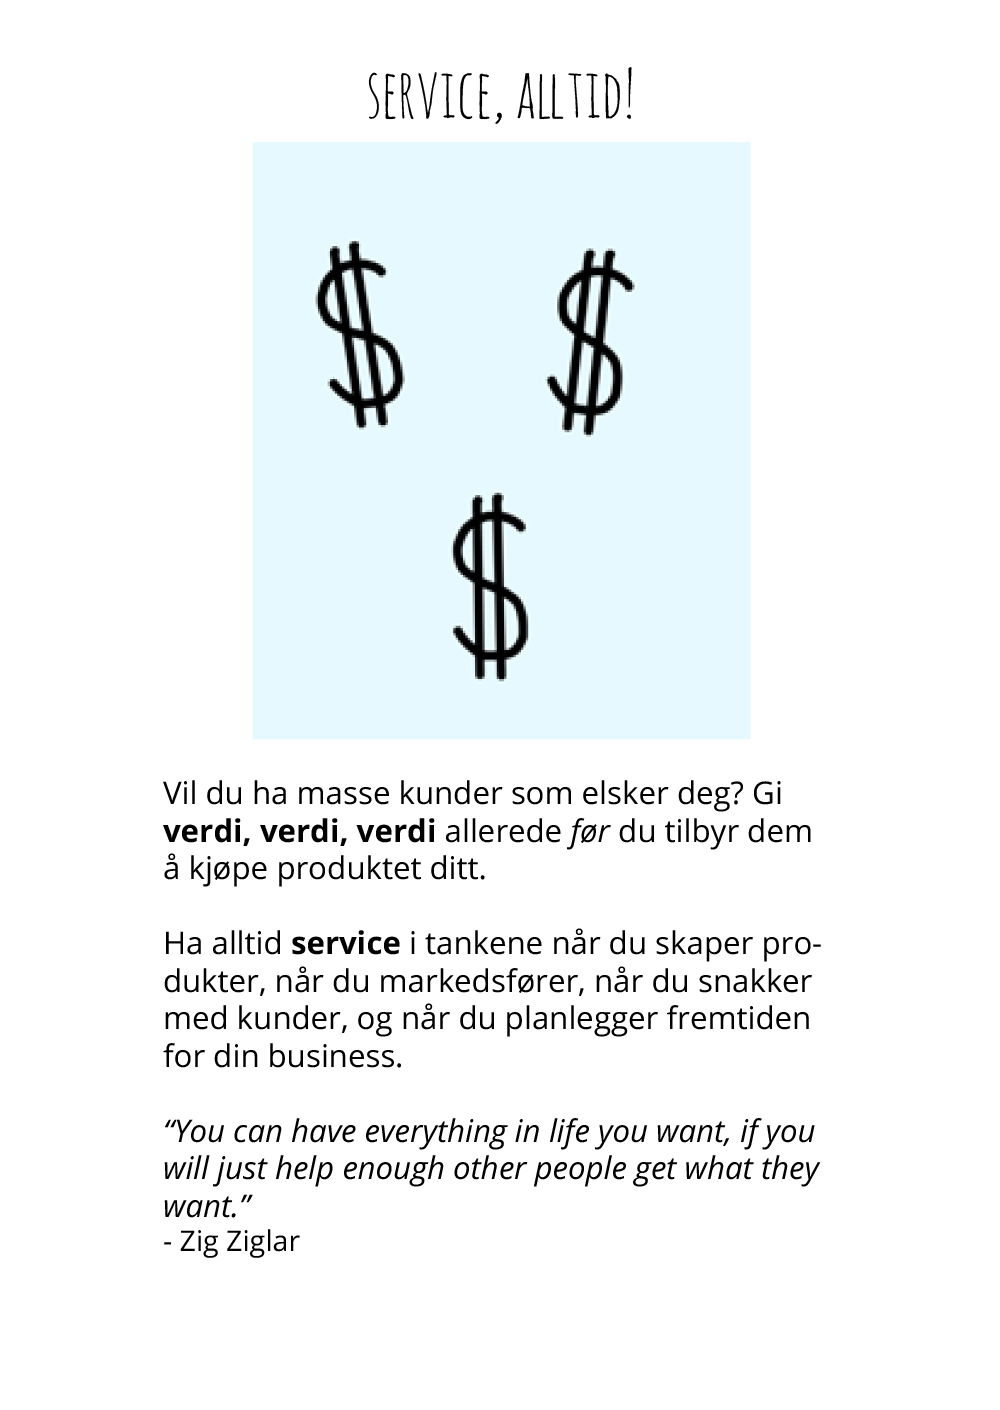 SERVICE, ALLTID!
$ $
$
Vil du ha masse kunder som elsker deg? Gi
verdi, verdi, verdi allerede før du tilbyr dem
å kjøpe produktet ditt.
Ha alltid service i tankene når du skaper pro-
dukter, når du markedsfører, når du snakker
med kunder, og når du planlegger fremtiden
for din business.
“You can have everything in life you want, if you
will just help enough other people get what they
want.”
- Zig Ziglar